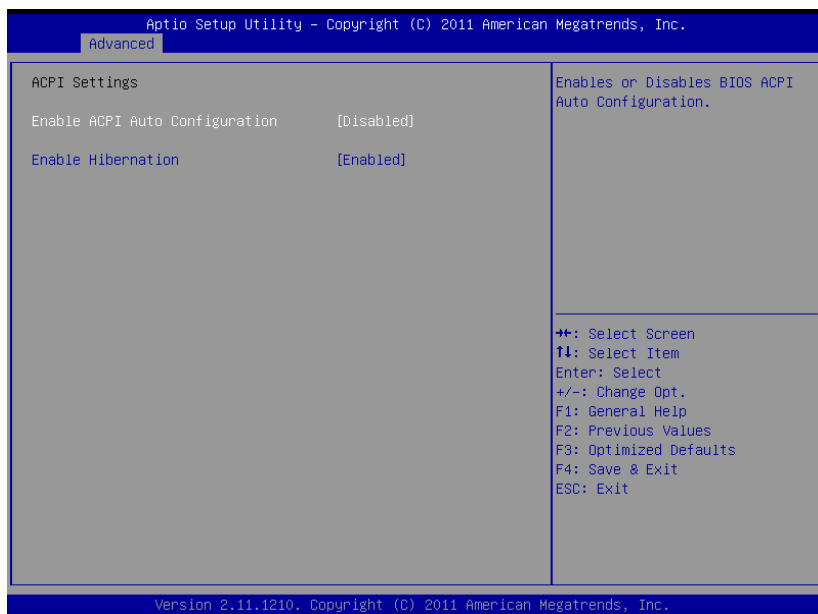 Aptio Setup Utility – Copyright (C) 2011 American Megatrends, Inc.
Advanced
ACPI Settings
Enable ACPI Auto Configuration [Disabled]
Enable Hibernation [Enabled]
Enables or Disables BIOS ACPI
Auto Configuration.
→←: Select Screen
↑↓: Select Item
Enter: Select
+/-: Change Opt.
F1: General Help
F2: Previous Values
F3: Optimized Defaults
F4: Save & Exit
ESC: Exit
Version 2.11.1210. Copyright (C) 2011 American Megatrends, Inc.